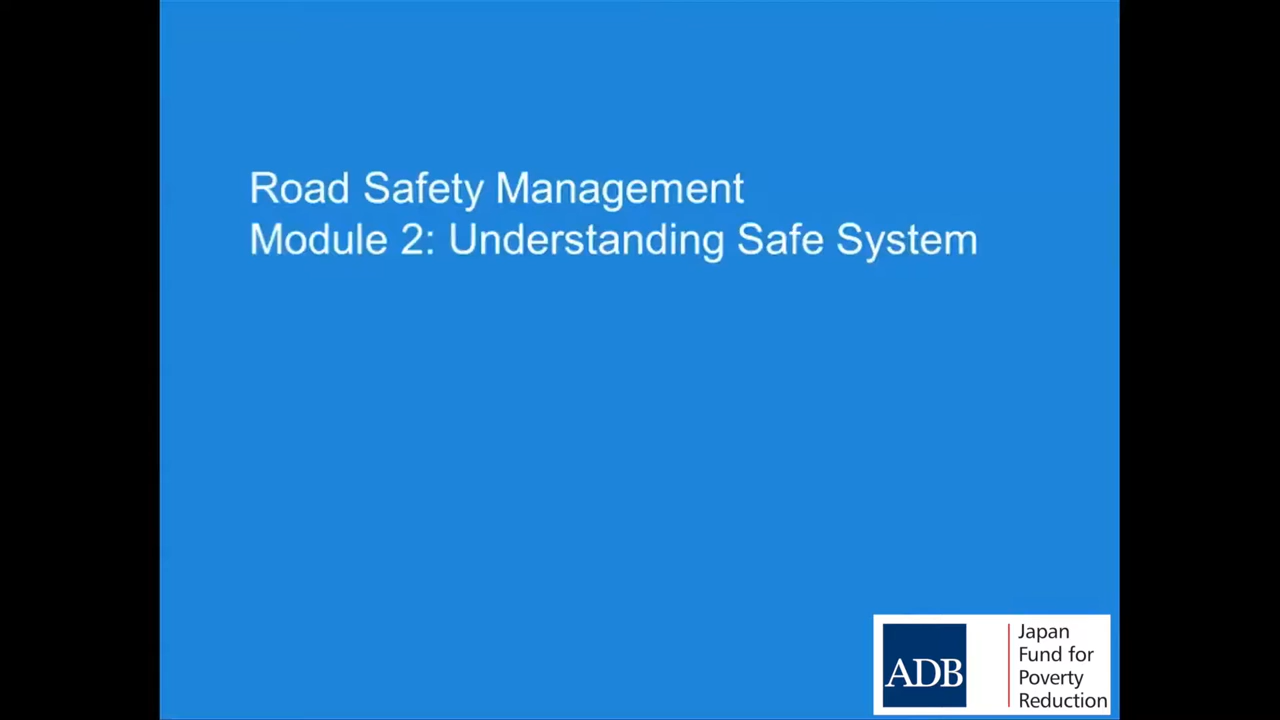 Road Safety Management
Module 2: Understanding Safe System
ADB
Japan
Fund for
Poverty
Reduction